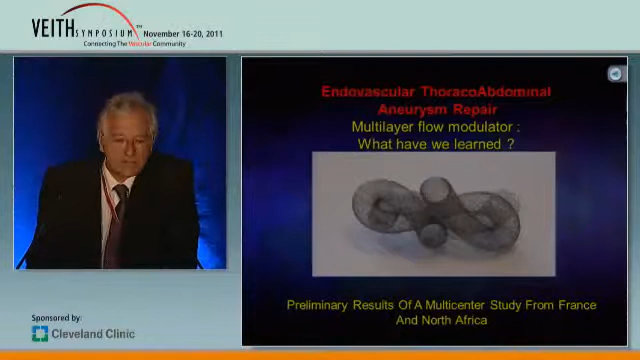 VEITHSYMPOSIUM™
November 16-20, 2011
Connecting The Vascular Community
Endovascular ThoracoAbdominal
Aneurysm Repair
Multilayer flow modulator :
What have we learned ?
Preliminary Results Of A Multicenter Study From France
And North Africa
Sponsored by:
Cleveland Clinic